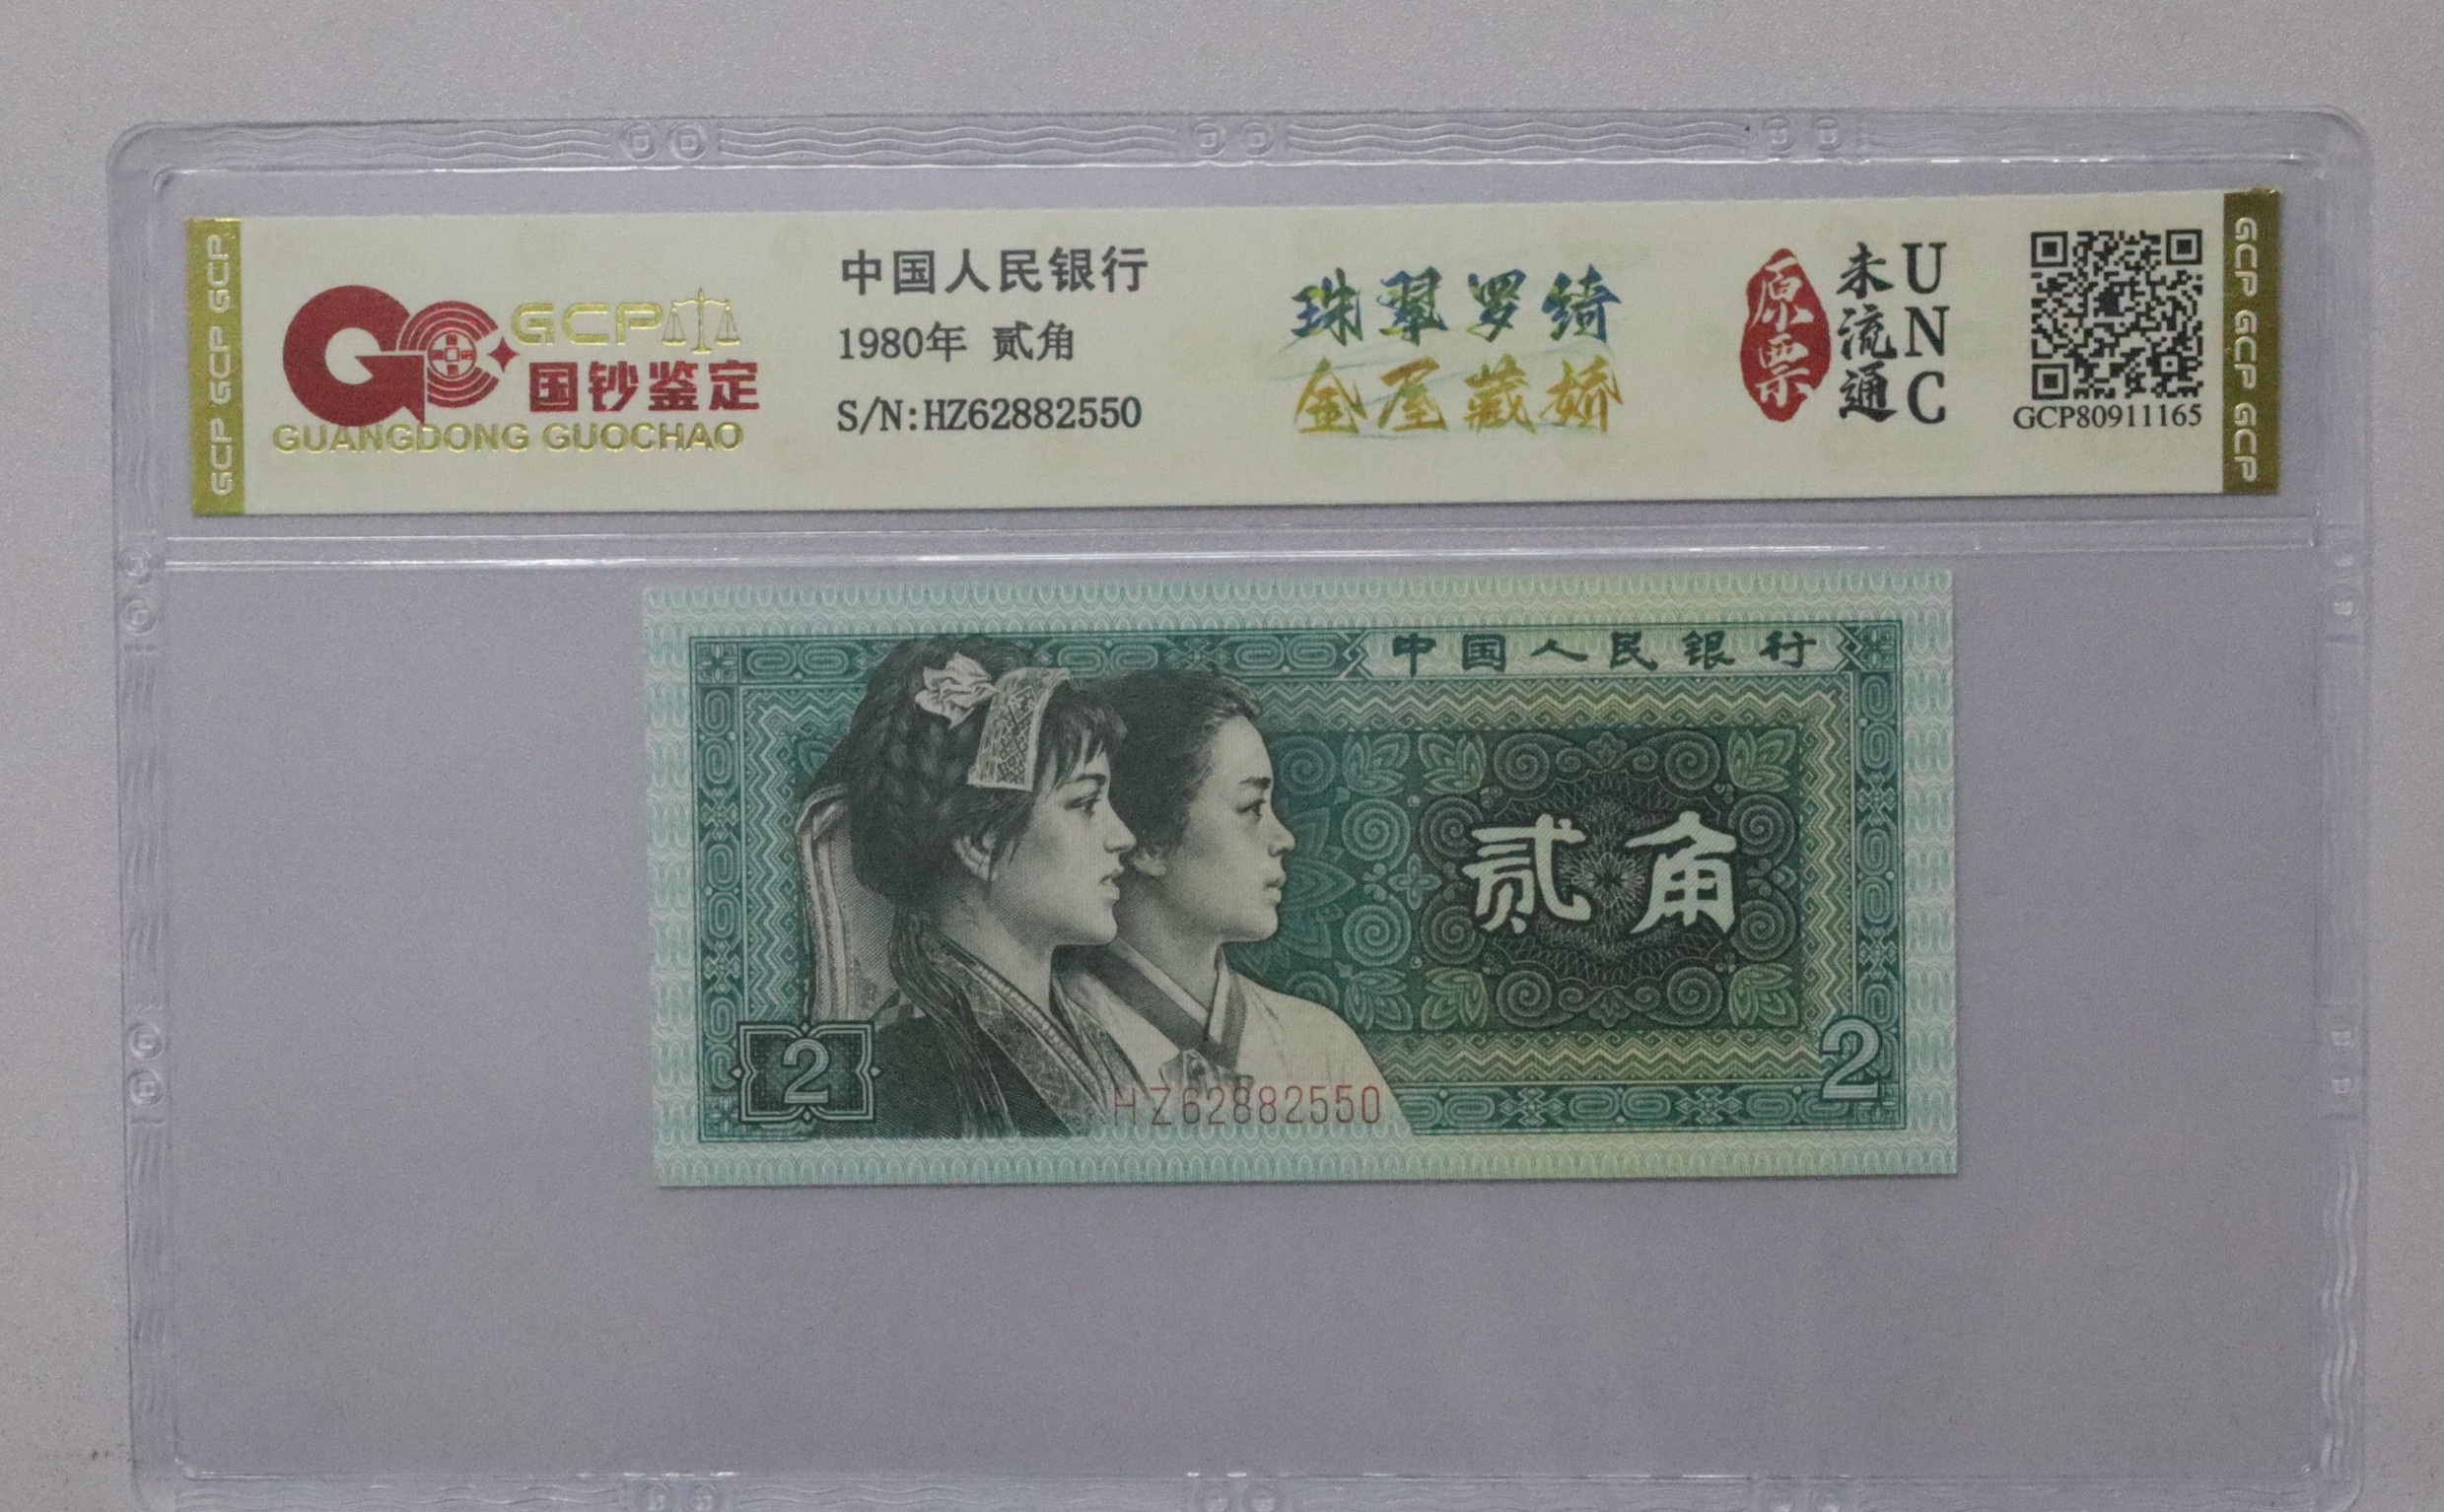 GCP GCP GCP
GCP
国钞鉴定
GUANGDONG GUOCHAO
中国人民银行
1980年 贰角
S/N:HZ62882550
珠翠罗绮
金屋藏娇
原票
未流通
UNC
GCP80911165
GCP GCP GCP GCP
中国人民银行
贰角
2
HZ62882550
2